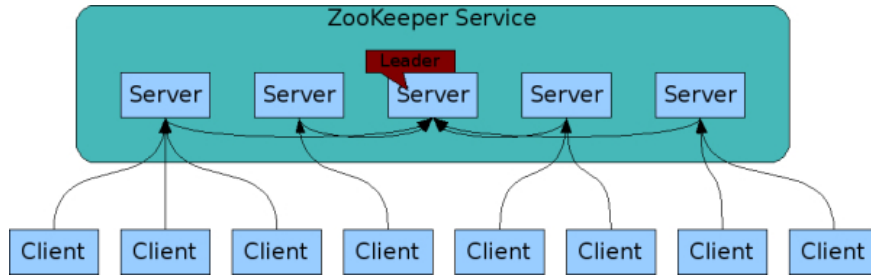 ZooKeeper Service
Leader
Server Server Server Server Server
Client Client Client Client Client Client Client Client